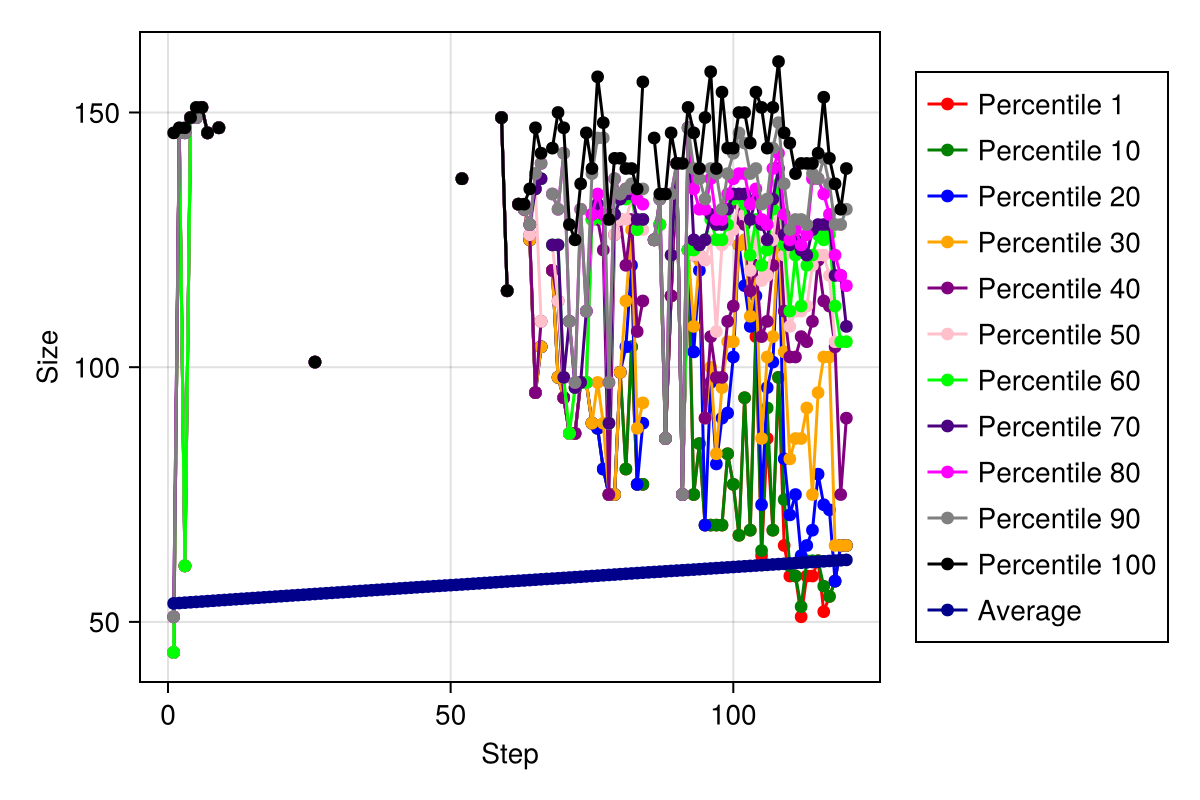 150
100
50
Size
0
50
100
Step
Percentile 1
Percentile 10
Percentile 20
Percentile 30
Percentile 40
Percentile 50
Percentile 60
Percentile 70
Percentile 80
Percentile 90
Percentile 100
Average